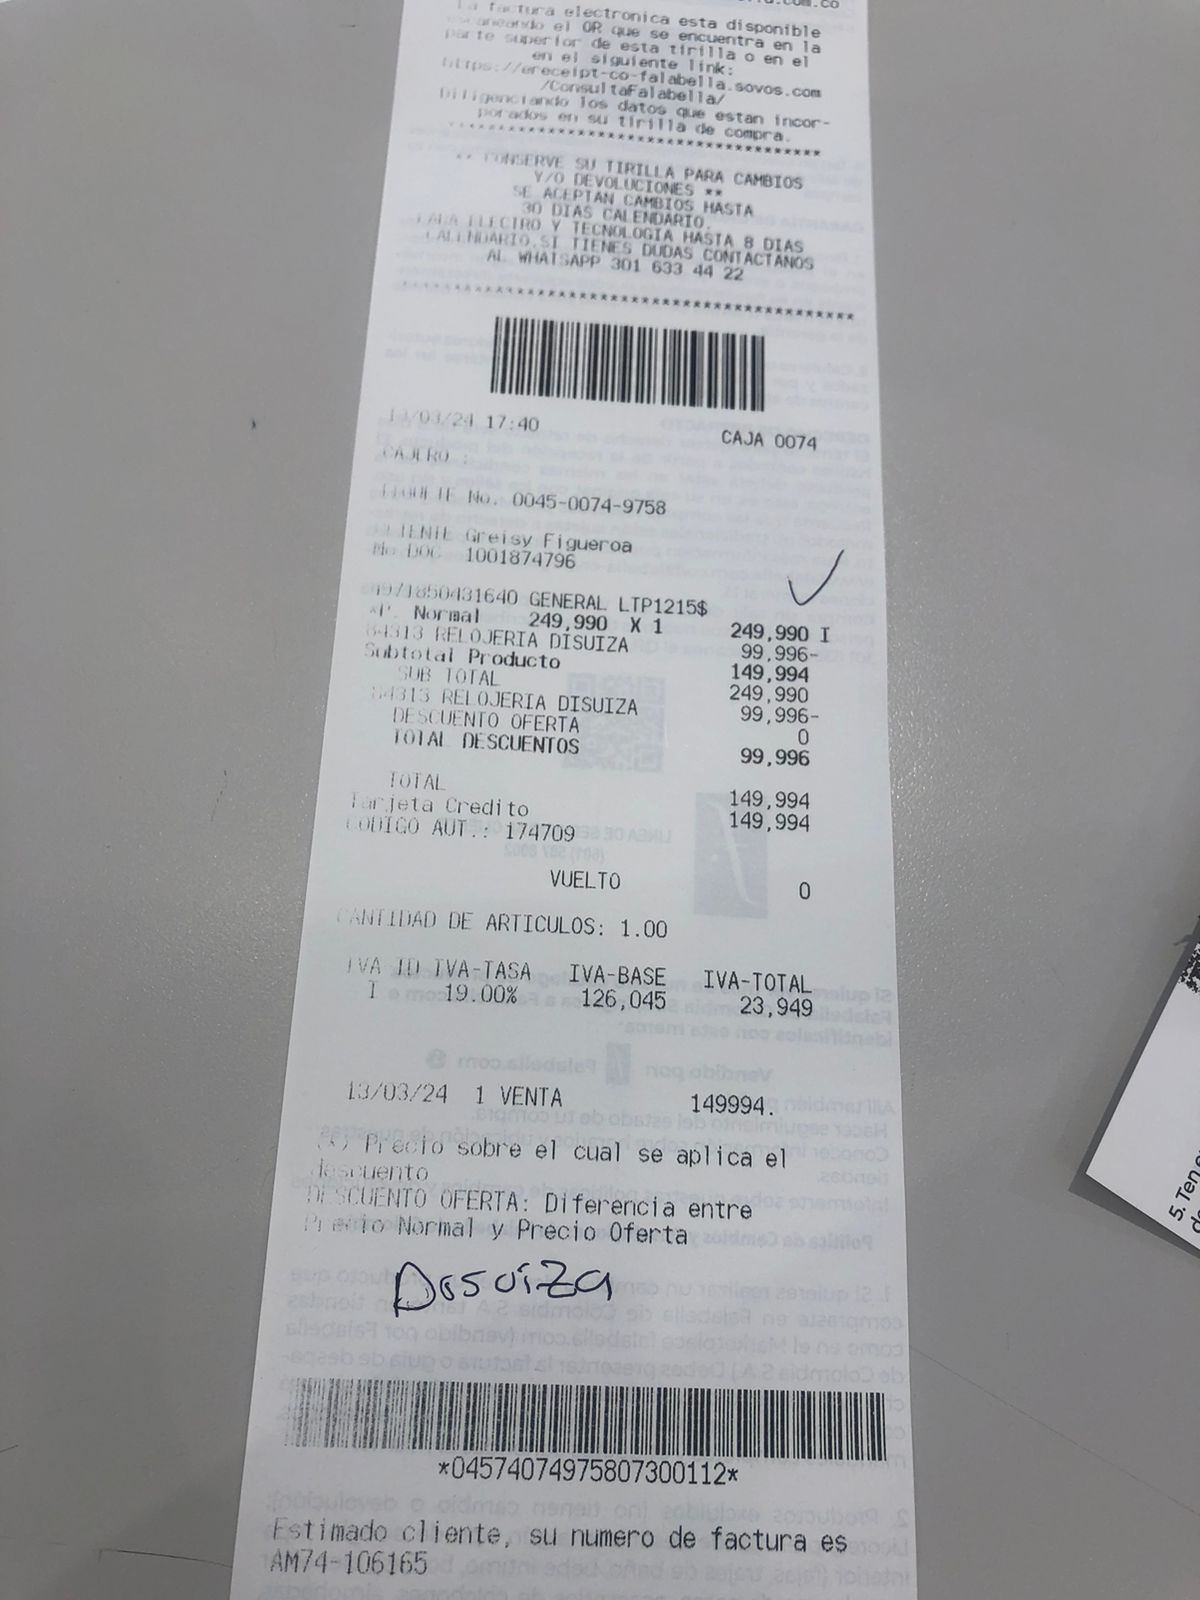 .com.co
La factura electronica esta disponible
escaneando el QR que se encuentra en la
parte superior de esta tirilla o en el
en el siguiente link:
https://ereceipt-co-falabella.sovos.com
/ConsultaFalabella/
Diligenciando los datos que estan incor-
porados en su tirilla de compra.
** CONSERVE SU TIRILLA PARA CAMBIOS
Y/O DEVOLUCIONES **
SE ACEPTAN CAMBIOS HASTA
30 DIAS CALENDARIO.
PARA ELECTRO Y TECNOLOGIA HASTA 8 DIAS
CALENDARIO.SI TIENES DUDAS CONTACTANOS
AL WHATSAPP 301 633 44 22
13/03/24 17:40 CAJA 0074
CAJERO :
TIQUETE No. 0045-0074-9758
CLIENTE Greisy Figueroa
No.DOC 1001874796
4971850431640 GENERAL LTP1215$
*P. Normal 249,990 X 1 249,990 I
84313 RELOJERIA DISUIZA 99,996-
Subtotal Producto 149,994
SUB TOTAL 249,990
84313 RELOJERIA DISUIZA 99,996-
DESCUENTO OFERTA 0
TOTAL DESCUENTOS 99,996
TOTAL 149,994
Tarjeta Credito 149,994
CODIGO AUT.: 174709
VUELTO 0
CANTIDAD DE ARTICULOS: 1.00
IVA ID IVA-TASA IVA-BASE IVA-TOTAL
I 19.00% 126,045 23,949
13/03/24 1 VENTA 149994.
(*) Precio sobre el cual se aplica el
descuento
DESCUENTO OFERTA: Diferencia entre
Precio Normal y Precio Oferta
*04574074975807300112*
Estimado cliente, su numero de factura es
AM74-106165
5. Ten